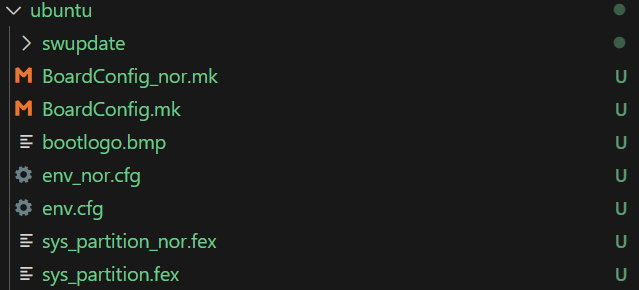 ubuntu
swupdate
BoardConfig_nor.mk U
BoardConfig.mk U
bootlogo.bmp U
env_nor.cfg U
env.cfg U
sys_partition_nor.fex U
sys_partition.fex U